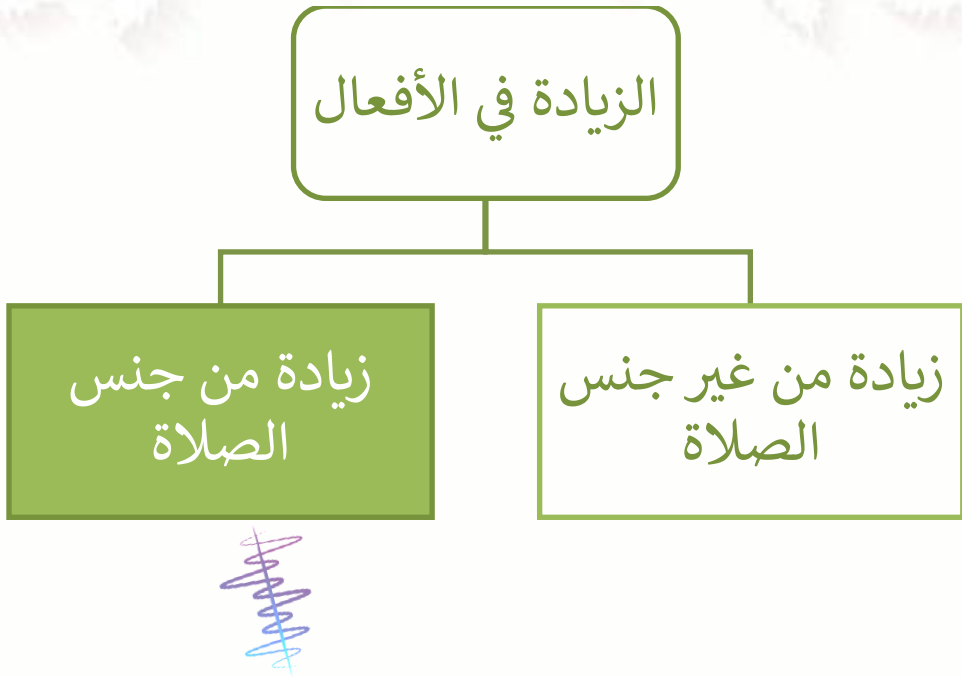 الزيادة في الأفعال
زيادة من غير جنس
الصلاة
زيادة من جنس
الصلاة